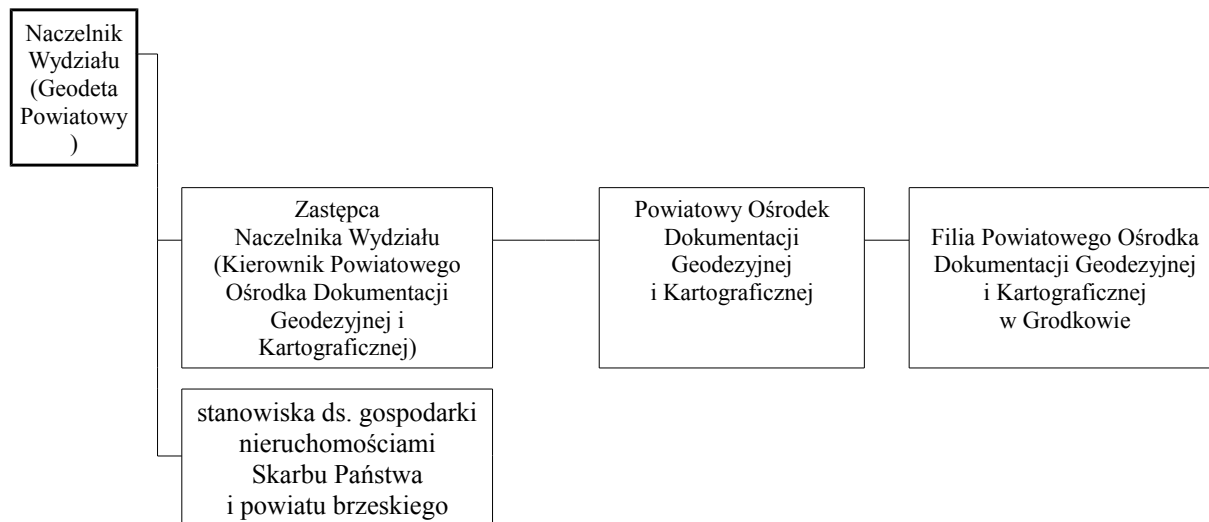 Naczelnik
Wydziału
(Geodeta
Powiatowy
)
Zastępca
Naczelnika Wydziału
(Kierownik Powiatowego
Ośrodka Dokumentacji
Geodezyjnej i
Kartograficznej)
Powiatowy Ośrodek
Dokumentacji
Geodezyjnej
i Kartograficznej
Filia Powiatowego Ośrodka
Dokumentacji Geodezyjnej
i Kartograficznej
w Grodkowie
stanowiska ds. gospodarki
nieruchomościami
Skarbu Państwa
i powiatu brzeskiego